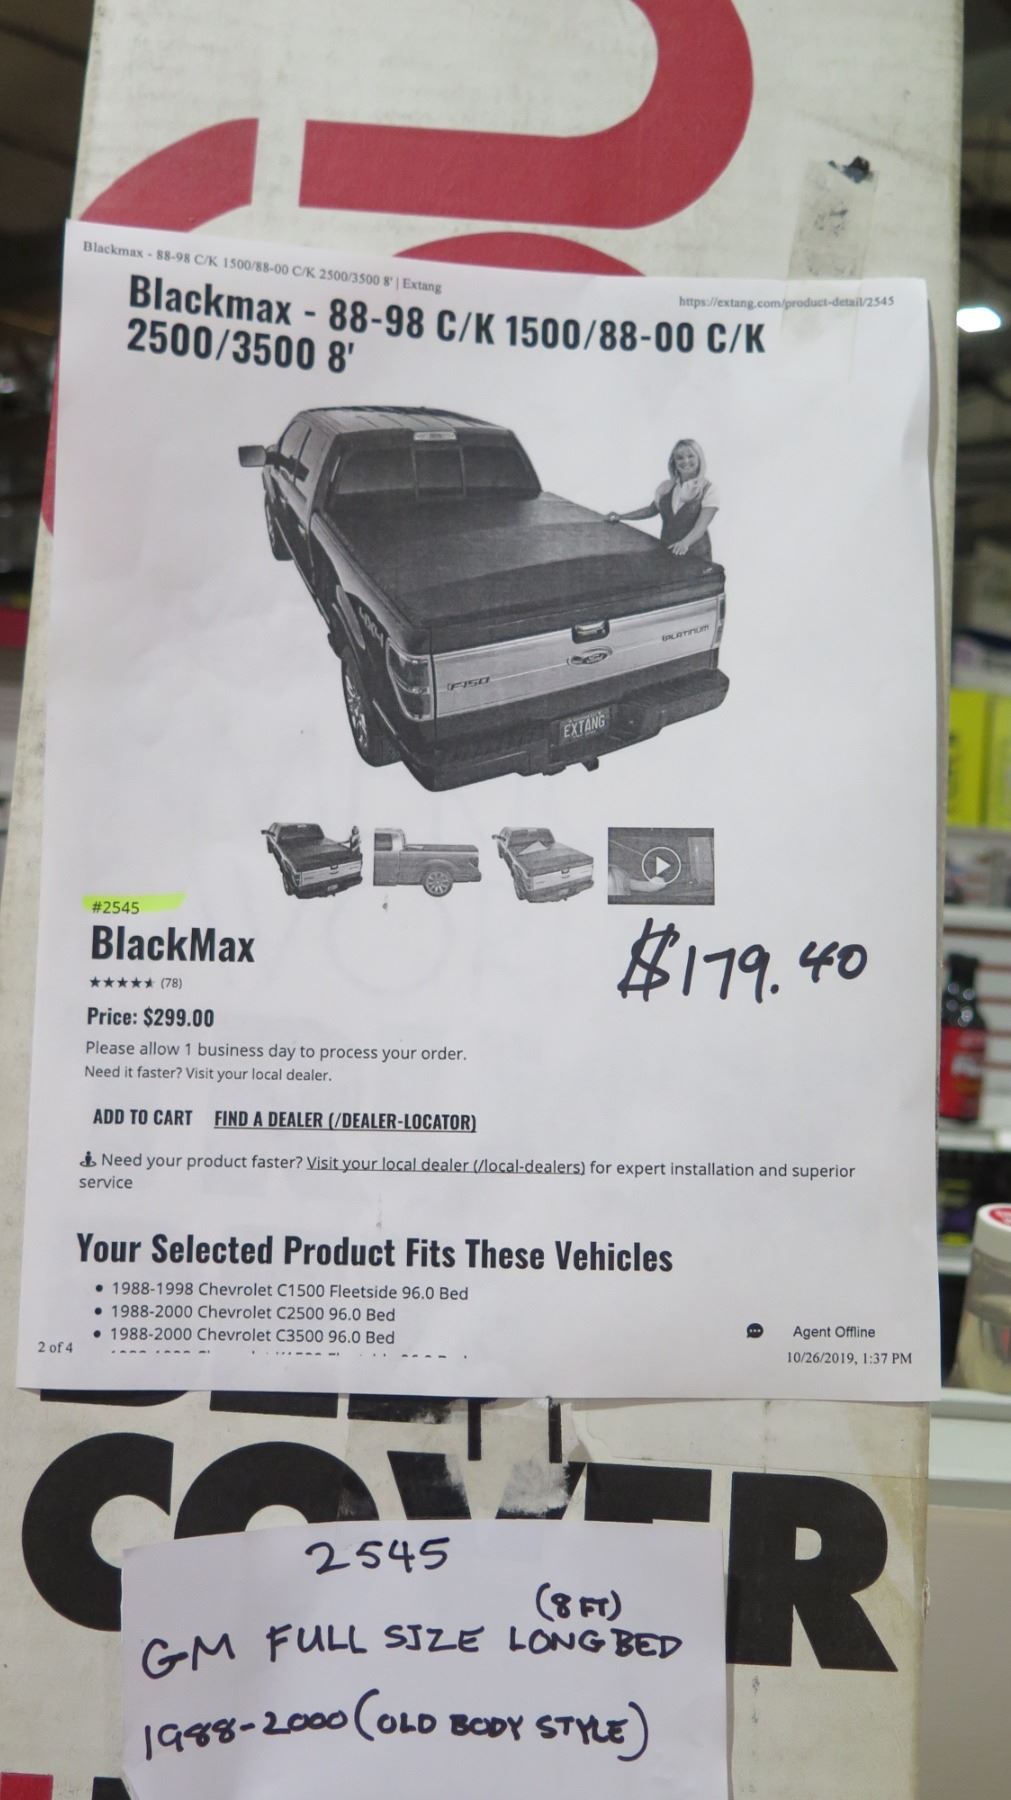 Blackmax - 88-98 C/K 1500/88-00 C/K 2500/3500 8' | Extang
https://extang.com/product-detail/2545
Blackmax - 88-98 C/K 1500/88-00 C/K
2500/3500 8'
4X4
PLATINUM
Ford
F-150
EXTANG
#2545
BlackMax
(78)
$179.40
Price: $299.00
Please allow 1 business day to process your order.
Need it faster? Visit your local dealer.
ADD TO CART FIND A DEALER (/DEALER-LOCATOR)
Need your product faster? Visit your local dealer (/local-dealers) for expert installation and superior
service
Your Selected Product Fits These Vehicles
• 1988-1998 Chevrolet C1500 Fleetside 96.0 Bed
• 1988-2000 Chevrolet C2500 96.0 Bed
• 1988-2000 Chevrolet C3500 96.0 Bed
Agent Offline
2 of 4
10/26/2019, 1:37 PM
COVER
2545
(8 FT)
GM FULL SIZE LONG BED
1988-2000 (OLD BODY STYLE)